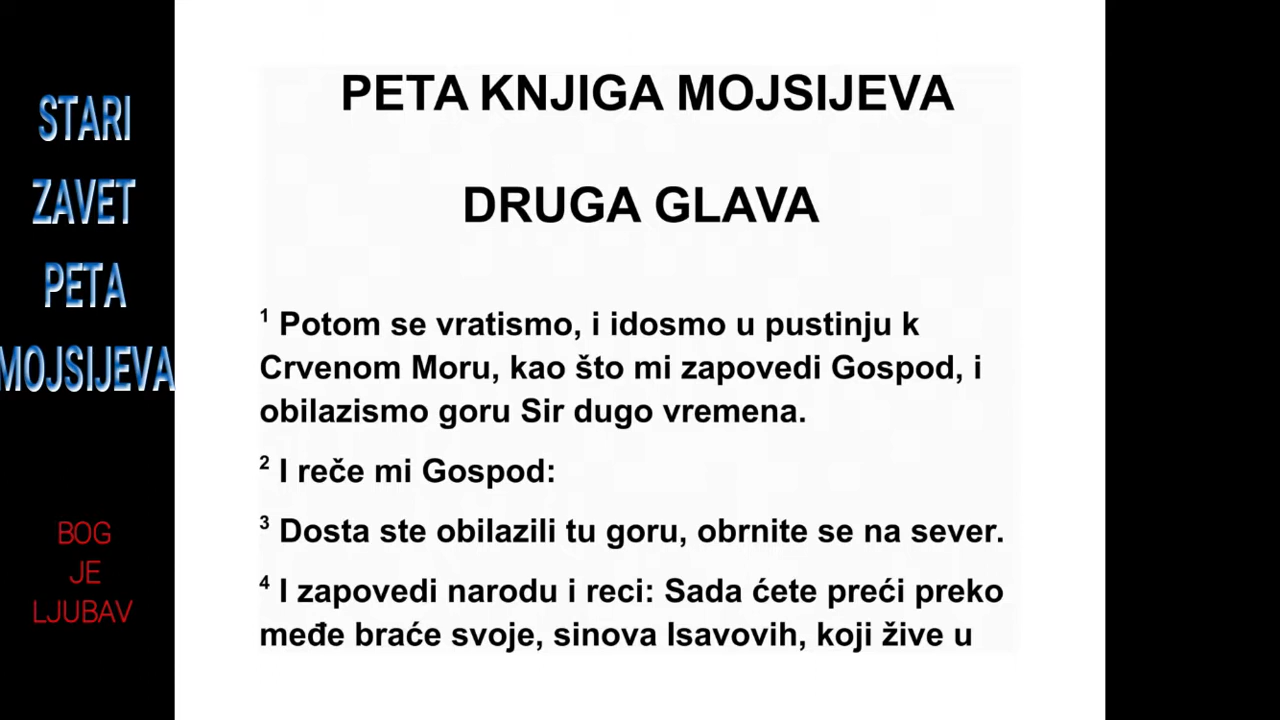 STARI
ZAVET
PETA
MOJSIJEVA
BOG
JE
LJUBAV
PETA KNJIGA MOJSIJEVA
DRUGA GLAVA
1 Potom se vratismo, i idosmo u pustinju k
Crvenom Moru, kao što mi zapovedi Gospod, i
obilazismo goru Sir dugo vremena.
2 I reče mi Gospod:
3 Dosta ste obilazili tu goru, obrnite se na sever.
4 I zapovedi narodu i reci: Sada ćete preći preko
međe braće svoje, sinova Isavovih, koji žive u